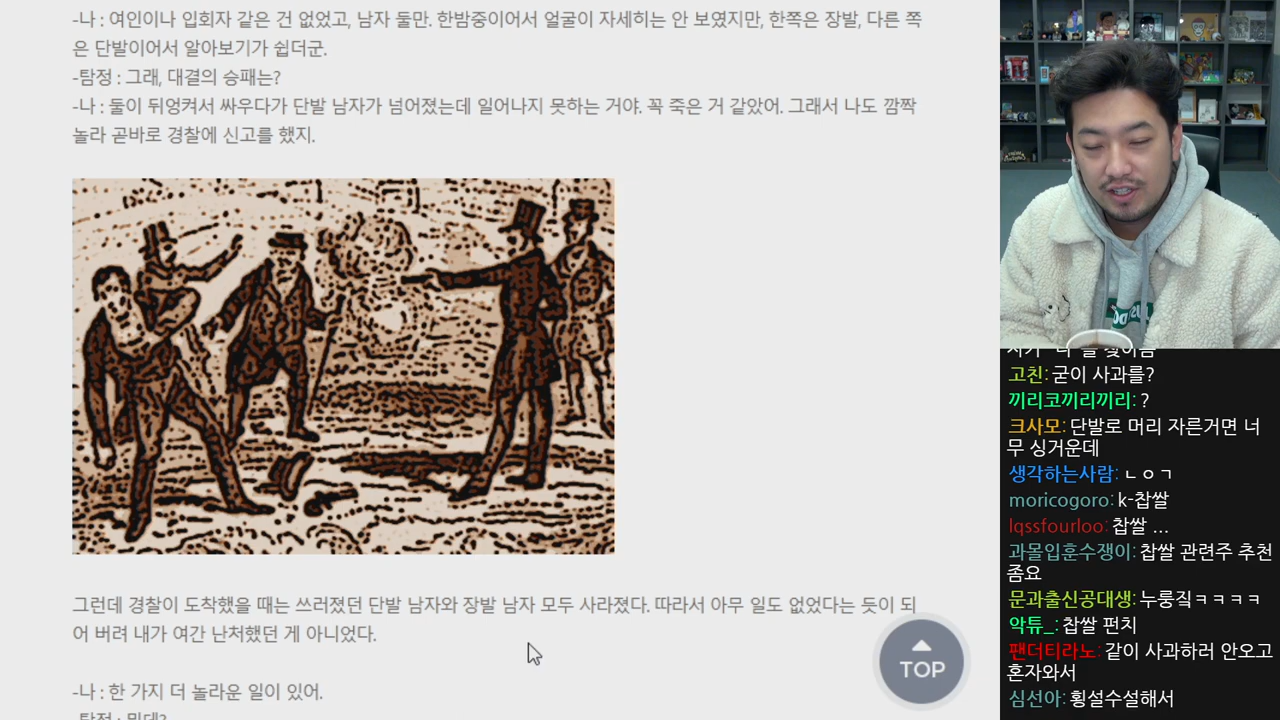 -나 : 여인이나 입회자 같은 건 없었고, 남자 둘만. 한밤중이어서 얼굴이 자세히는 안 보였지만, 한쪽은 장발, 다른 쪽
은 단발이어서 알아보기가 쉽더군.
-탐정 : 그래, 대결의 승패는?
-나 : 둘이 뒤엉켜서 싸우다가 단발 남자가 넘어졌는데 일어나지 못하는 거야. 꼭 죽은 거 같았어. 그래서 나도 깜짝
놀라 곧바로 경찰에 신고를 했지.
그런데 경찰이 도착했을 때는 쓰러졌던 단발 남자와 장발 남자 모두 사라졌다. 따라서 아무 일도 없었다는 듯이 되
어 버려 내가 여간 난처했던 게 아니었다.
-나 : 한 가지 더 놀라운 일이 있어.
-탐정 : 뭔데?
TOP
고친: 굳이 사과를?
끼리코끼리끼리: ?
크사모: 단발로 머리 자른거면 너
무 싱거운데
생각하는사람: ㄴㅇㄱ
moricogoro: k-찹쌀
lqssfourloo: 찹쌀 ...
과몰입훈수쟁이: 찹쌀 관련주 추천
좀요
문과출신공대생: 누룽짘ㅋㅋㅋㅋ
악튜_: 찹쌀 펀치
팬더티라노: 같이 사과하러 안오고
혼자와서
심선아: 횡설수설해서